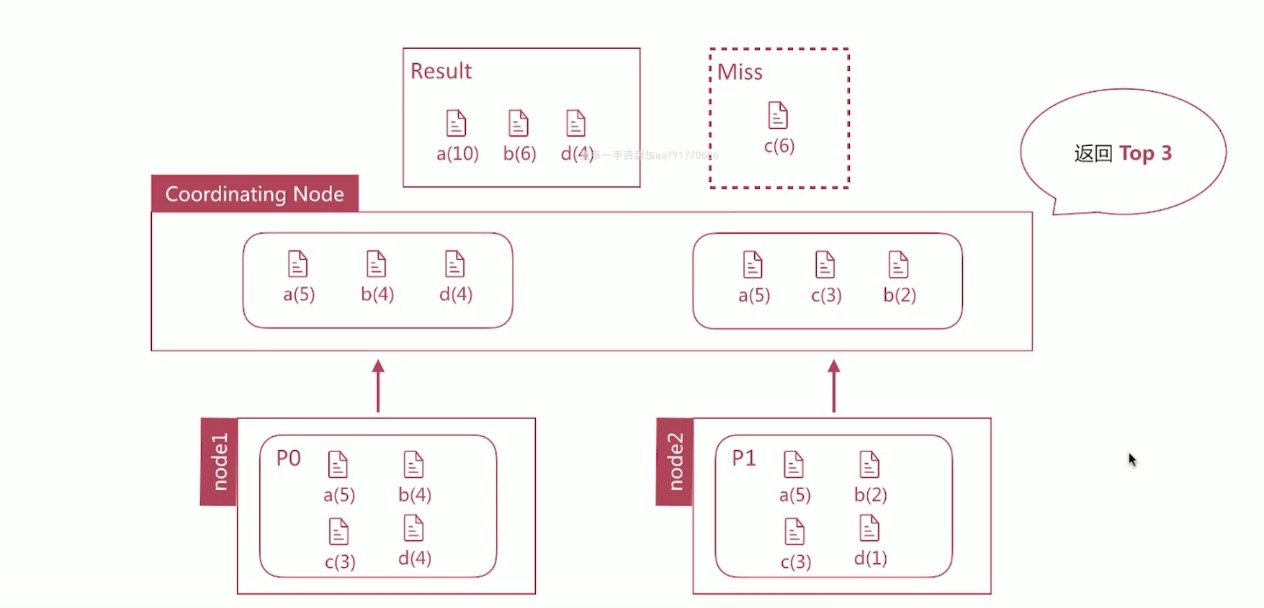 Result
a(10) b(6) d(4)
Miss
c(6)
返回 Top 3
Coordinating Node
a(5) b(4) d(4)
a(5) c(3) b(2)
node1
P0
a(5) b(4)
c(3) d(4)
node2
P1
a(5) b(2)
c(3) d(1)